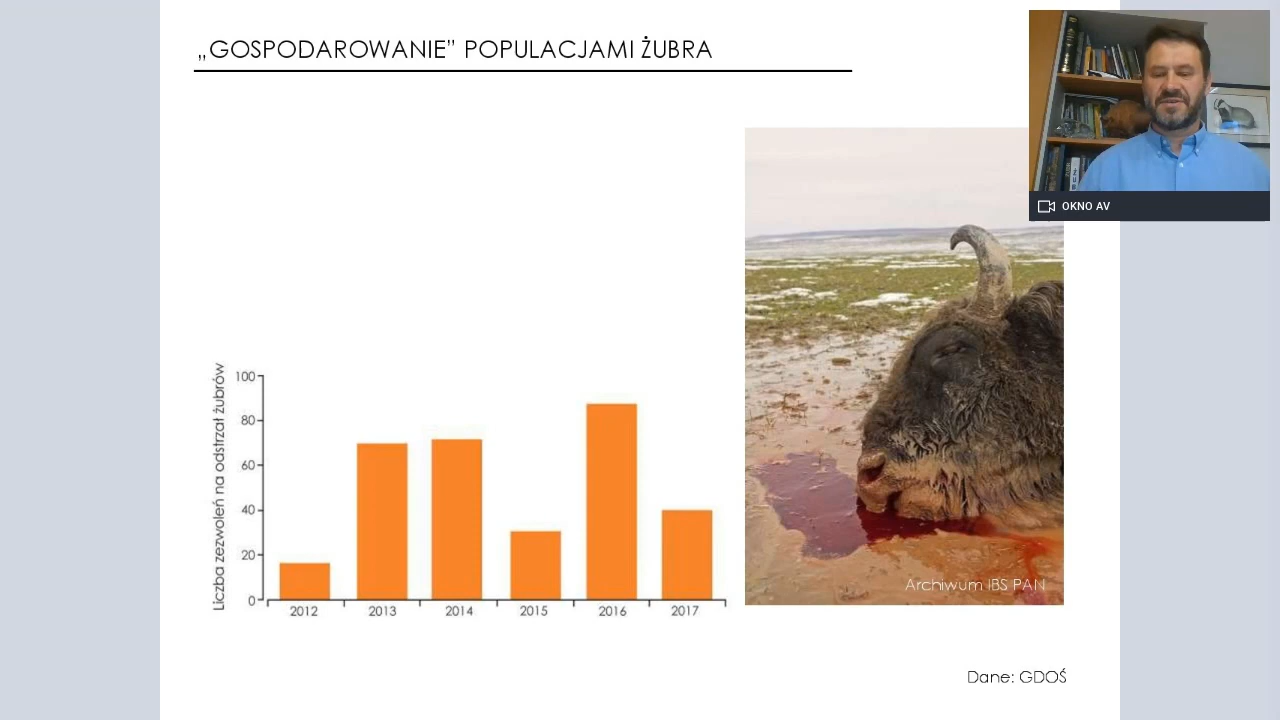 „GOSPODAROWANIE” POPULACJAMI ŻUBRA
OKNO AV
Liczba zezwoleń na odstrzał żubrów
100
80
60
40
20
0
2012 2013 2014 2015 2016 2017
Archiwum IBS PAN
Dane: GDOŚ